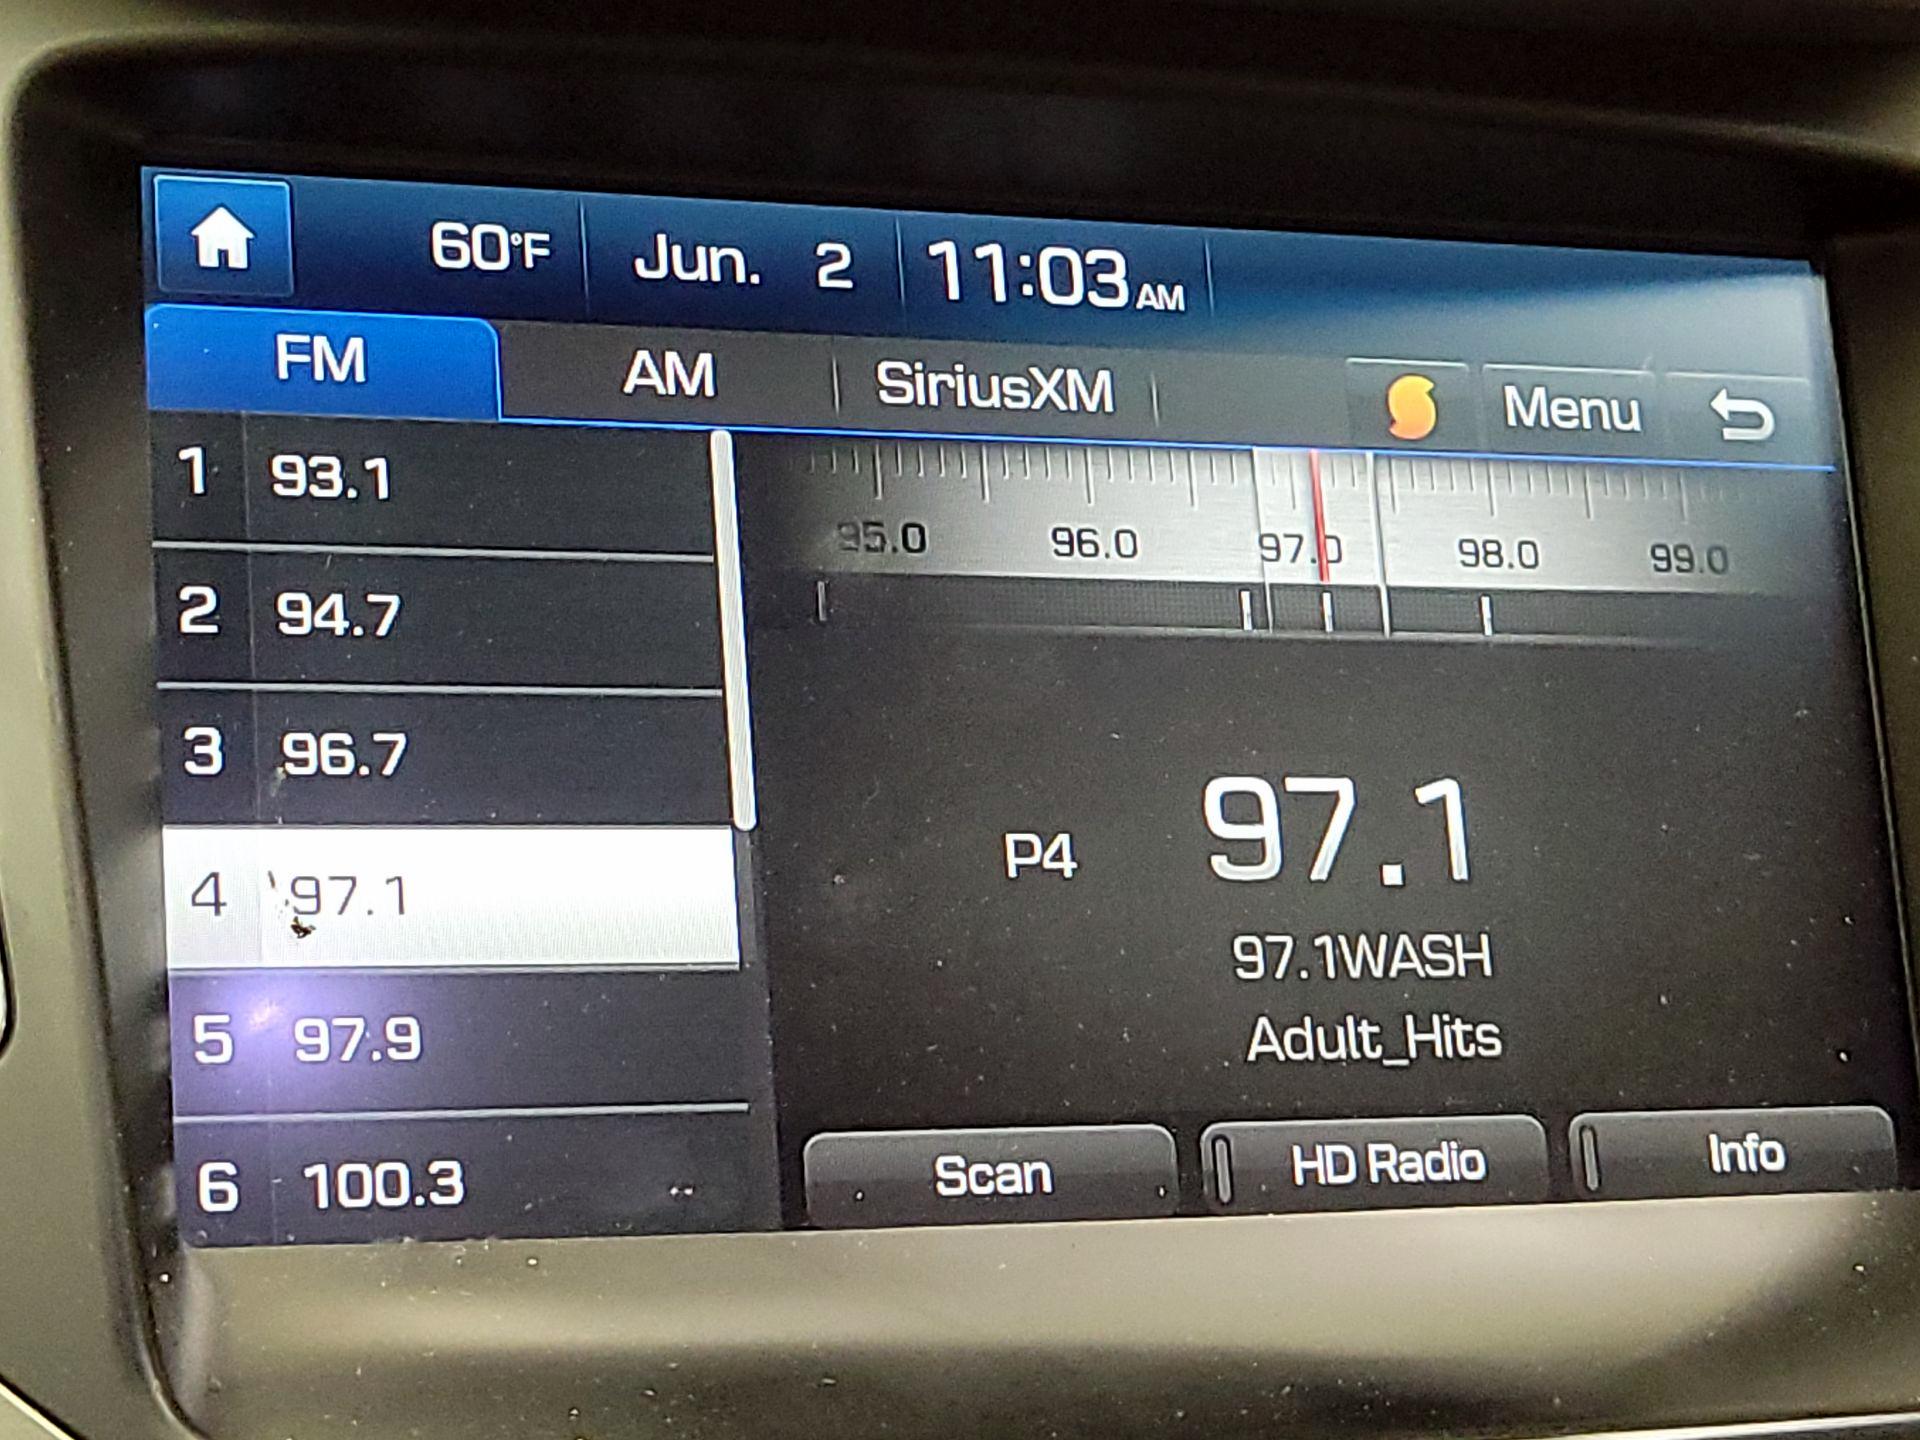 60°F Jun. 2 11:03 AM
FM AM SiriusXM Menu
1 93.1
2 94.7
3 96.7
4 97.1
5 97.9
6 100.3
95.0 96.0 97.0 98.0 99.0
P4 97.1
97.1WASH
Adult_Hits
Scan HD Radio Info